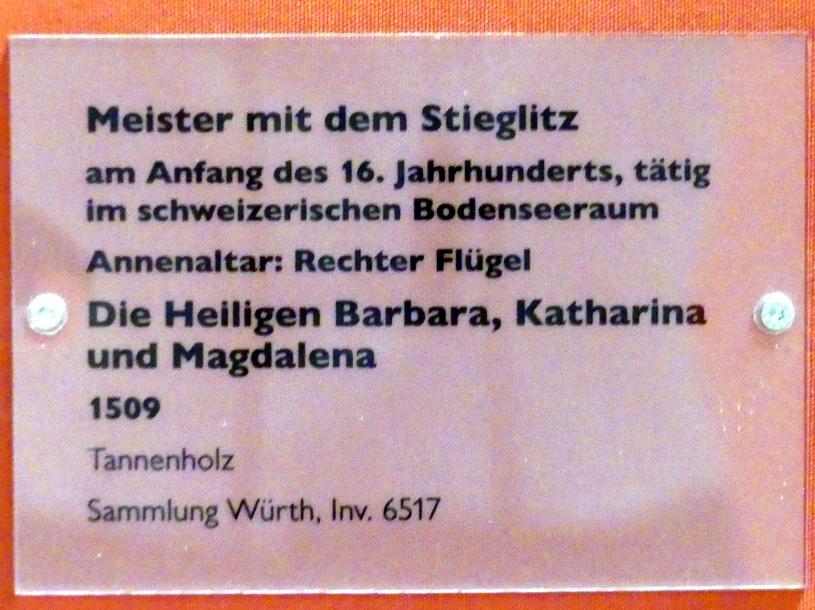 Meister mit dem Stieglitz
am Anfang des 16. Jahrhunderts, tätig
im schweizerischen Bodenseeraum
Annenaltar: Rechter Flügel
Die Heiligen Barbara, Katharina
und Magdalena
1509
Tannenholz
Sammlung Würth, Inv. 6517